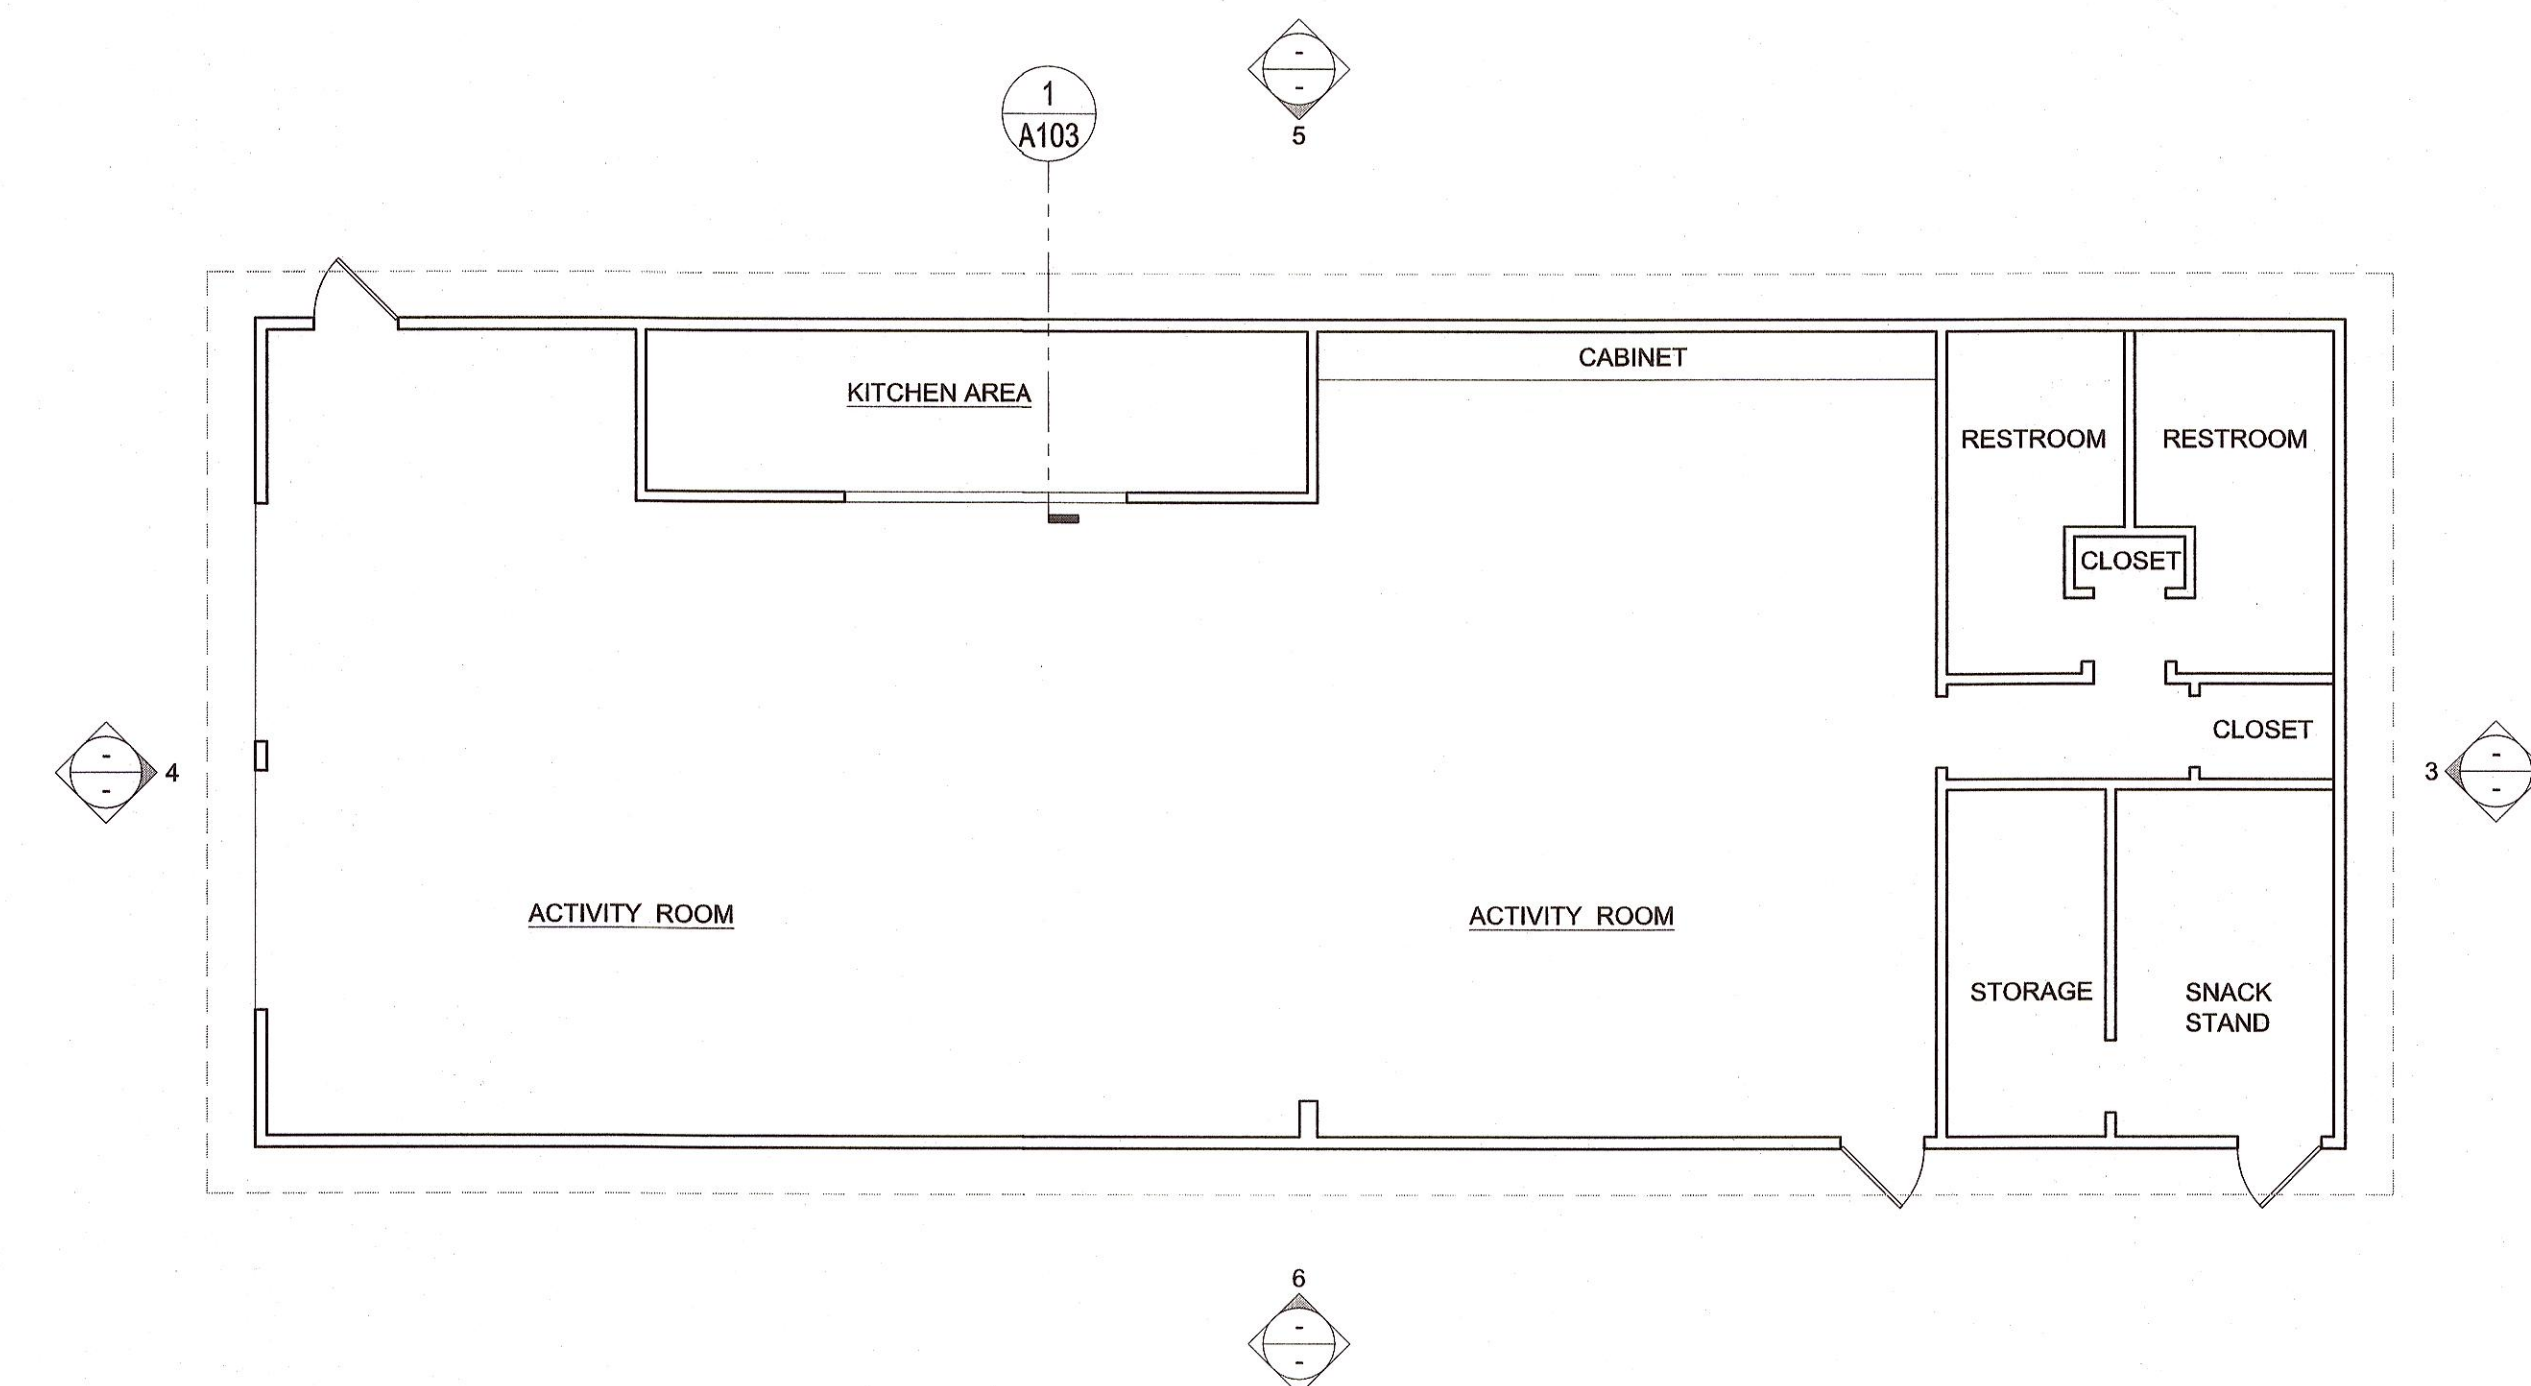 -
-
5
1
A103
CABINET
KITCHEN AREA
RESTROOM
RESTROOM
CLOSET
CLOSET
-
-
4
3
-
-
ACTIVITY ROOM
ACTIVITY ROOM
STORAGE
SNACK
STAND
6
-
-